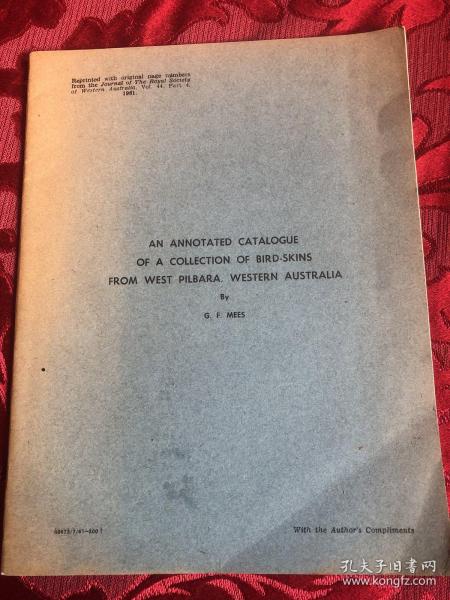 Reprinted with original page numbers
from the Journal of The Royal Society
of Western Australia, Vol. 44, Part 4,
1961.
AN ANNOTATED CATALOGUE
OF A COLLECTION OF BIRD-SKINS
FROM WEST PILBARA, WESTERN AUSTRALIA
By
G. F. MEES
With the Author's Compliments
孔夫子旧书网
www.kongfz.com